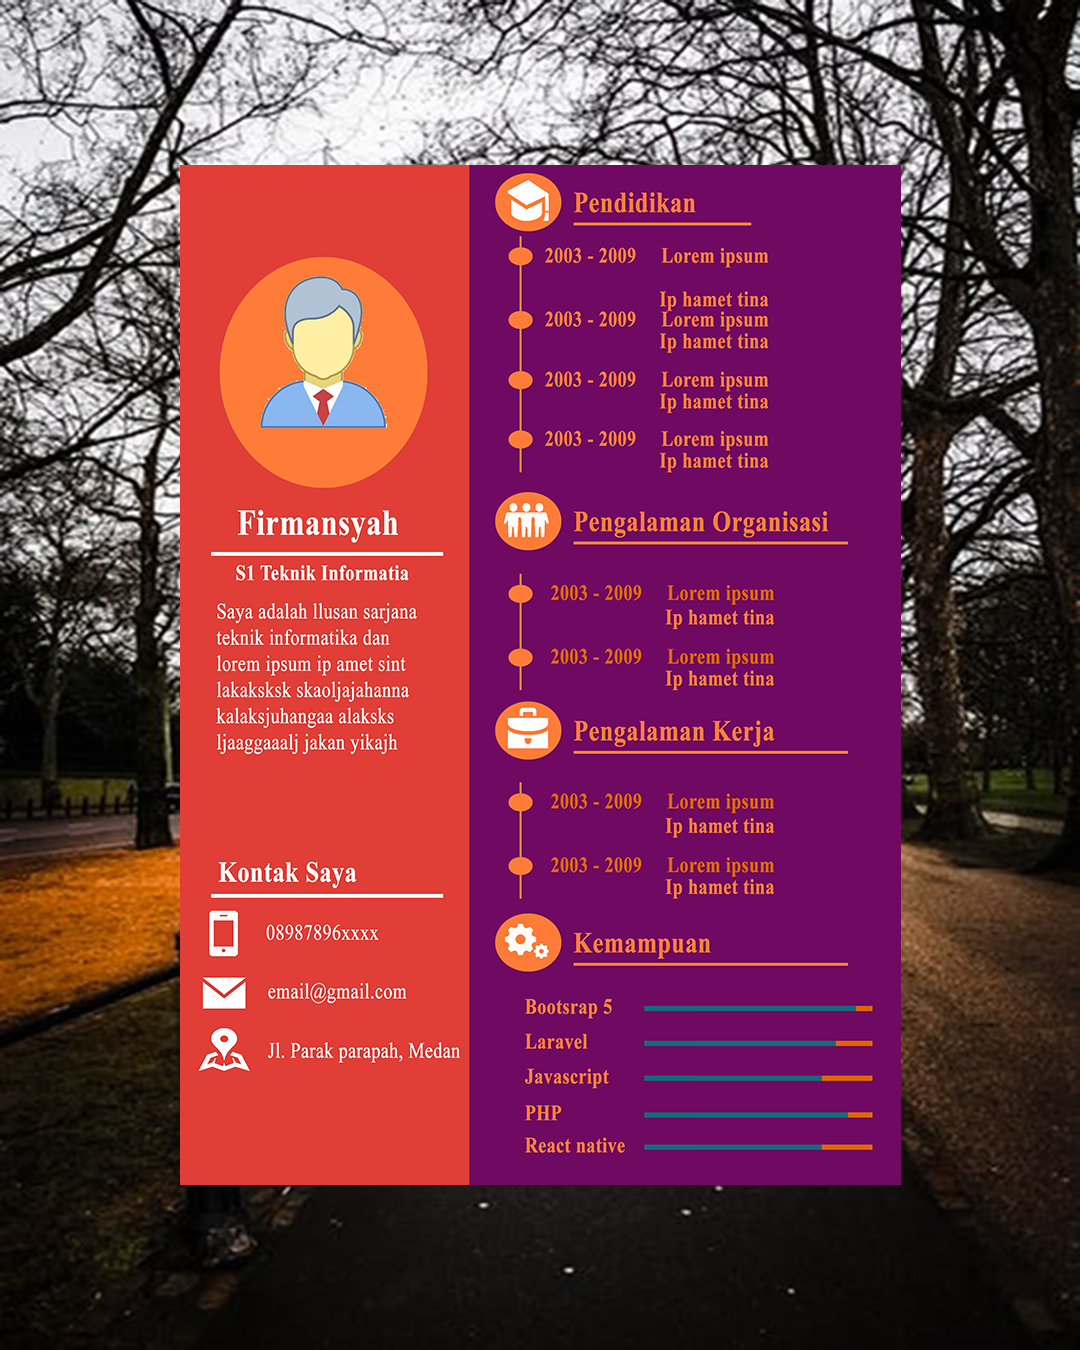 Firmansyah
S1 Teknik Informatia
Saya adalah llusan sarjana
teknik informatika dan
lorem ipsum ip amet sint
lakaksksk skaoljajahanna
kalaksjuhangaa alaksks
ljaaggaaalj jakan yikajh
Kontak Saya
08987896xxxx
email@gmail.com
Jl. Parak parapah, Medan
Pendidikan
2003 - 2009 Lorem ipsum
Ip hamet tina
2003 - 2009 Lorem ipsum
Ip hamet tina
2003 - 2009 Lorem ipsum
Ip hamet tina
2003 - 2009 Lorem ipsum
Ip hamet tina
Pengalaman Organisasi
2003 - 2009 Lorem ipsum
Ip hamet tina
2003 - 2009 Lorem ipsum
Ip hamet tina
Pengalaman Kerja
2003 - 2009 Lorem ipsum
Ip hamet tina
2003 - 2009 Lorem ipsum
Ip hamet tina
Kemampuan
Bootsrap 5
Laravel
Javascript
PHP
React native